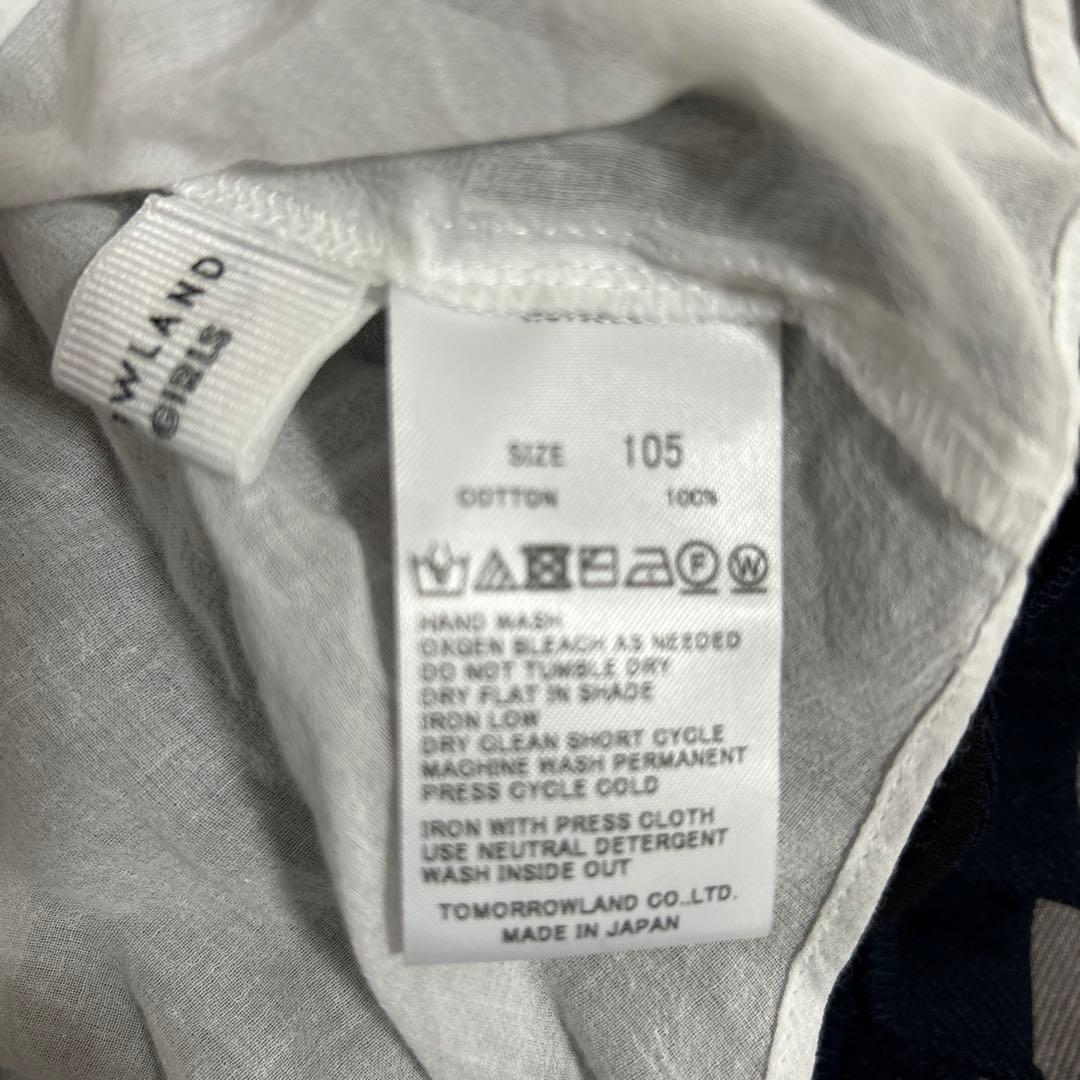 WLAND
GIRLS
SIZE 105
COTTON 100%
F W
HAND WASH
OXGEN BLEACH AS NEEDED
DO NOT TUMBLE DRY
DRY FLAT IN SHADE
IRON LOW
DRY CLEAN SHORT CYCLE
MACHINE WASH PERMANENT
PRESS CYCLE COLD
IRON WITH PRESS CLOTH
USE NEUTRAL DETERGENT
WASH INSIDE OUT
TOMORROWLAND CO.,LTD.
MADE IN JAPAN